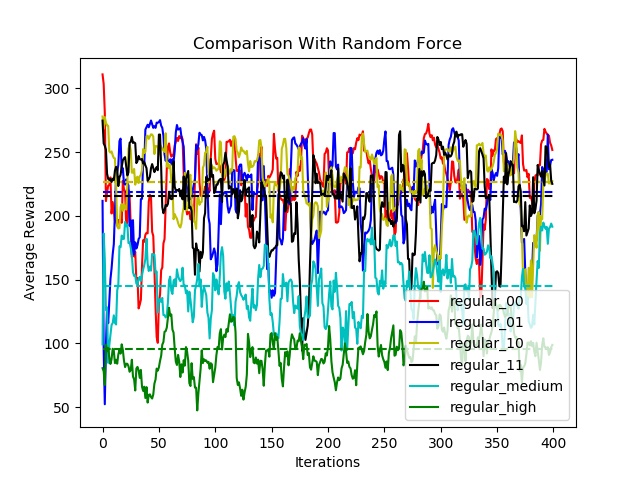 Comparison With Random Force
Average Reward
300
250
200
150
100
50
0
50
100
150
200
250
300
350
400
Iterations
regular_00
regular_01
regular_10
regular_11
regular_medium
regular_high